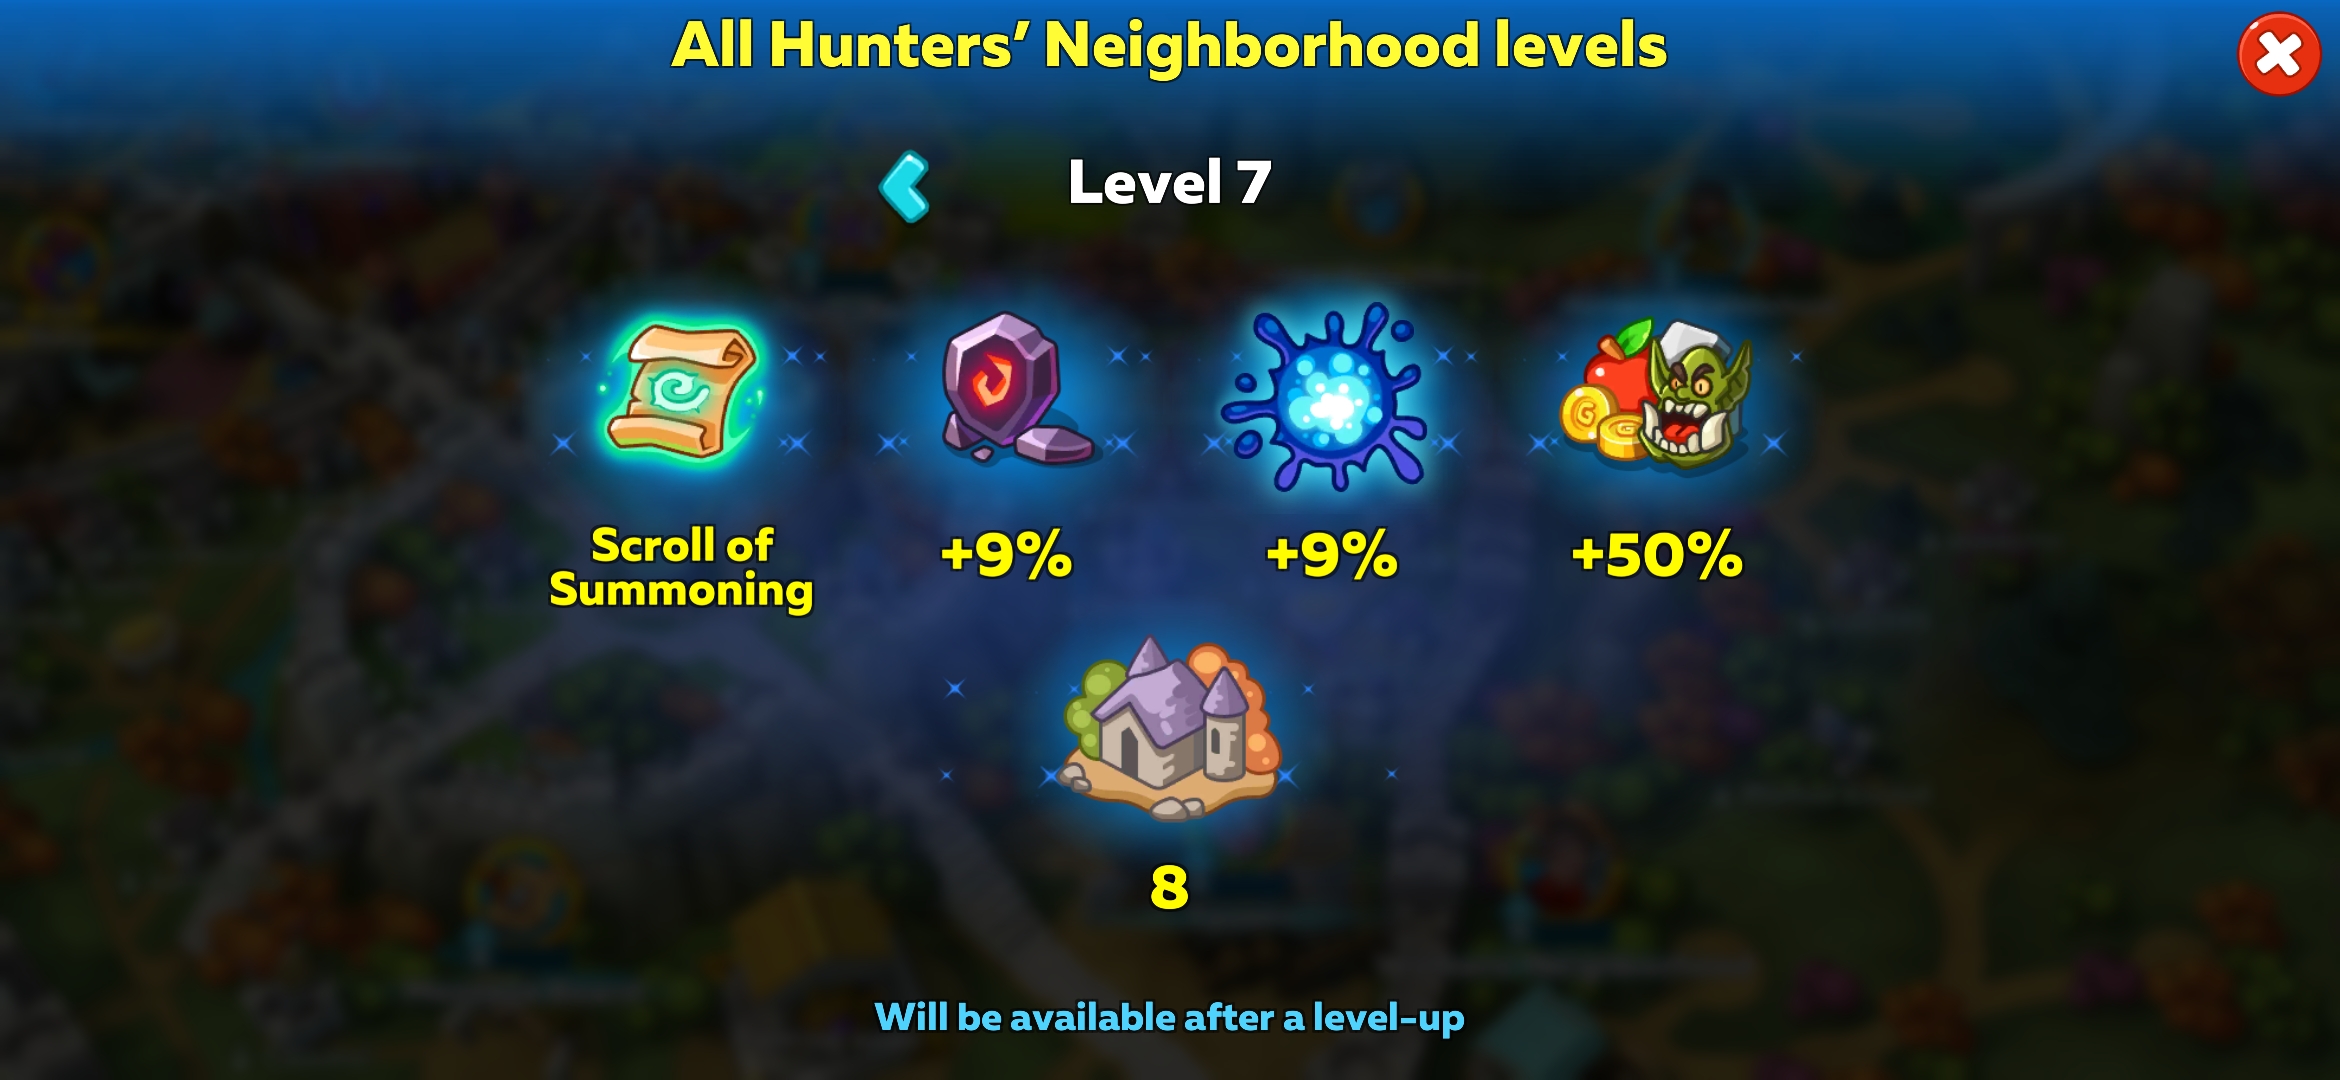 All Hunters’ Neighborhood levels
Level 7
Scroll of
Summoning
+9%
+9%
+50%
8
Will be available after a level-up